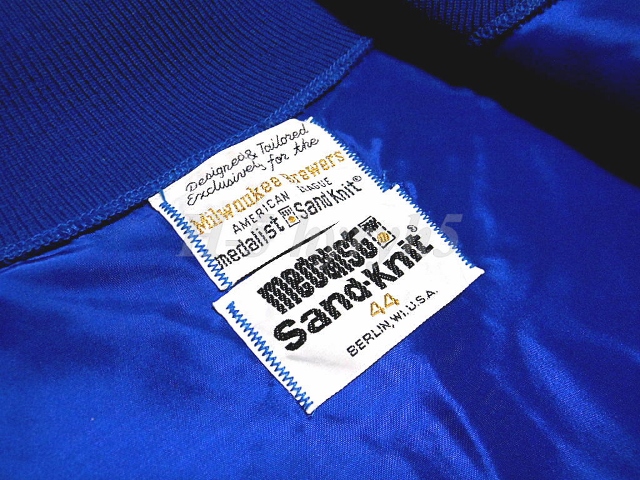 Designed & Tailored
Exclusively for the
Milwaukee Brewers
AMERICAN LEAGUE
medalist Sand Knit®
medalist
Sand-Knit®
44
BERLIN, WI. U.S.A.